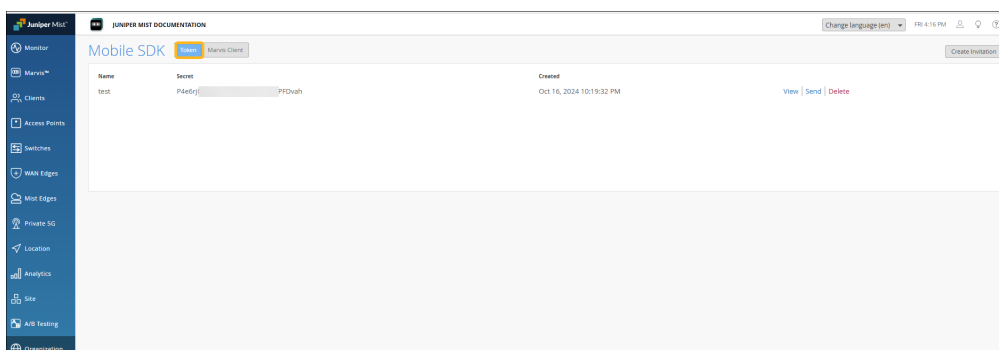 Juniper Mist™
JUNIPER MIST DOCUMENTATION
Change language (en)
FRI 4:16 PM
Monitor
Marvis™
Clients
Access Points
Switches
WAN Edges
Mist Edges
Private 5G
Location
Analytics
Site
A/B Testing
Organization
Mobile SDK
Token
Marvis Client
Create Invitation
Name Secret Created
test PFDvah Oct 16, 2024 10:19:32 PM View Send Delete